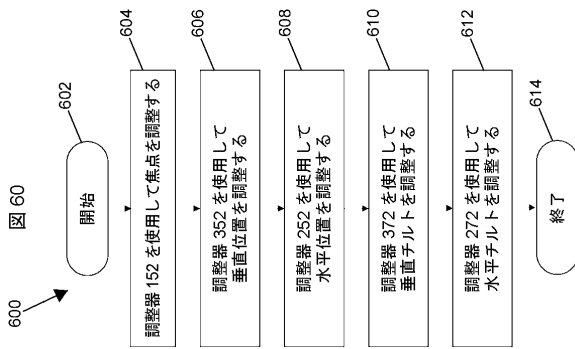 図 60
600
602
開始
604
調整器 152 を使用して焦点を調整する
606
調整器 352 を使用して
垂直位置を調整する
608
調整器 252 を使用して
水平位置を調整する
610
調整器 372 を使用して
垂直チルトを調整する
612
調整器 272 を使用して
水平チルトを調整する
614
終了